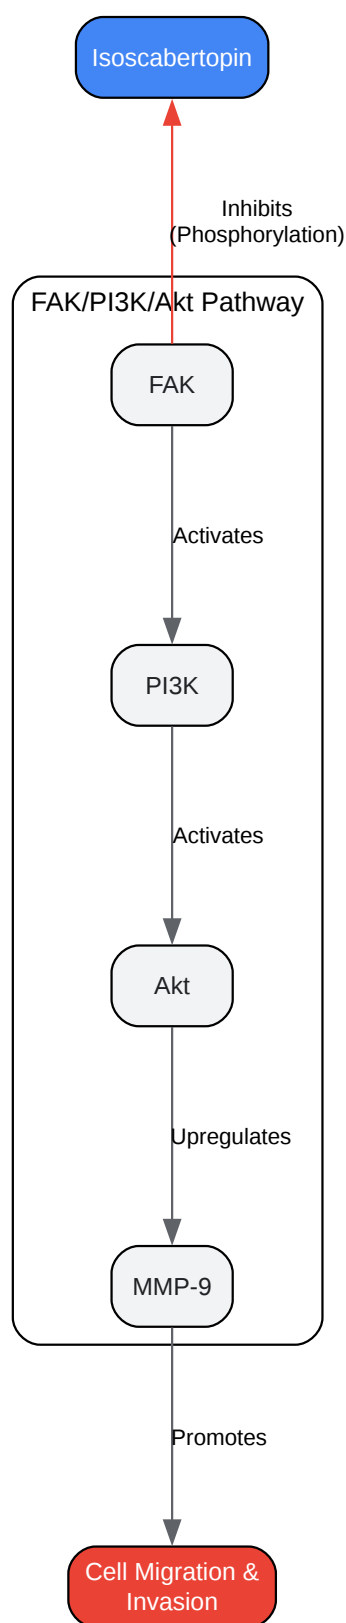 Isoscabertopin
Inhibits
(Phosphorylation)
FAK/PI3K/Akt Pathway
FAK
Activates
PI3K
Activates
Akt
Upregulates
MMP-9
Promotes
Cell Migration &
Invasion